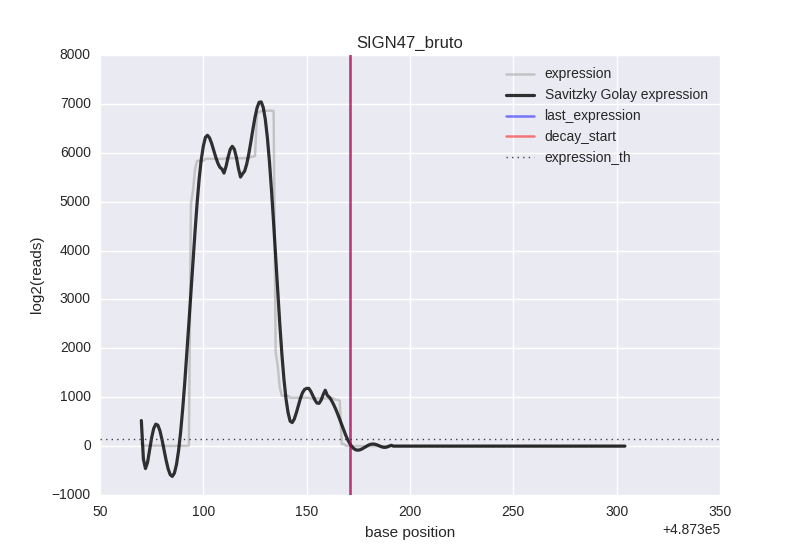 SIGN47_bruto
8000
7000
6000
5000
4000
3000
2000
1000
0
−1000
log2(reads)
expression
Savitzky Golay expression
last_expression
decay_start
expression_th
50 100 150 200 250 300 350
base position
+4.873e5